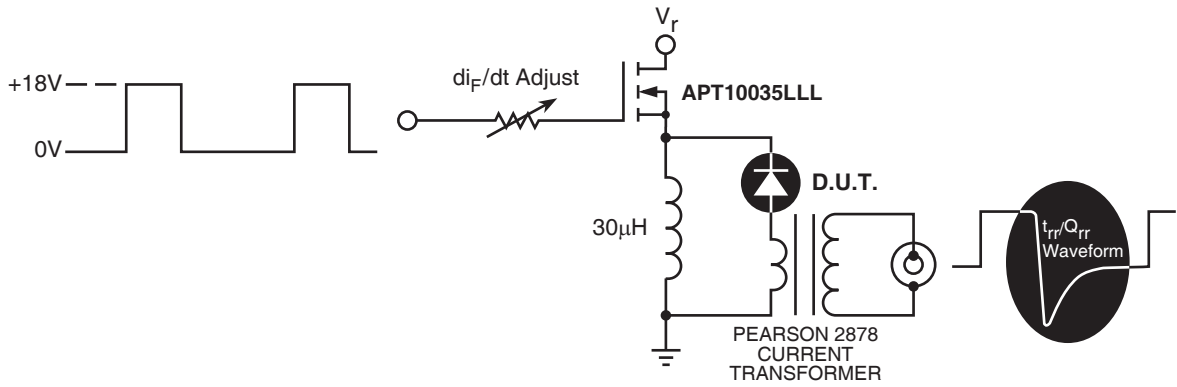 V_r
+18V
0V
di_F/dt Adjust
APT10035LLL
D.U.T.
30μH
t_rr/Q_rr
Waveform
PEARSON 2878
CURRENT
TRANSFORMER